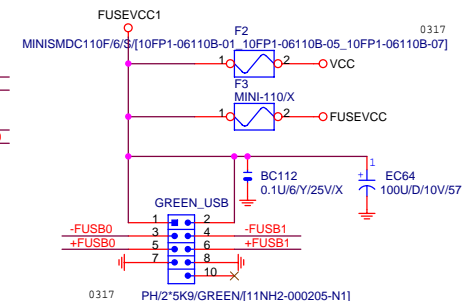 FUSEVCC1
F2
0317
MINISMDC110F/6/S/[10FP1-06110B-01_10FP1-06110B-05_10FP1-06110B-07]
1
2
VCC
F3
MINI-110/X
1
2
FUSEVCC
1
BC112
0.1U/6/Y/25V/X
EC64
100U/D/10V/57
GREEN_USB
1
2
-FUSB0
3
4
-FUSB1
+FUSB0
5
6
+FUSB1
7
8
10
0317
PH/2*5K9/GREEN/[11NH2-000205-N1]